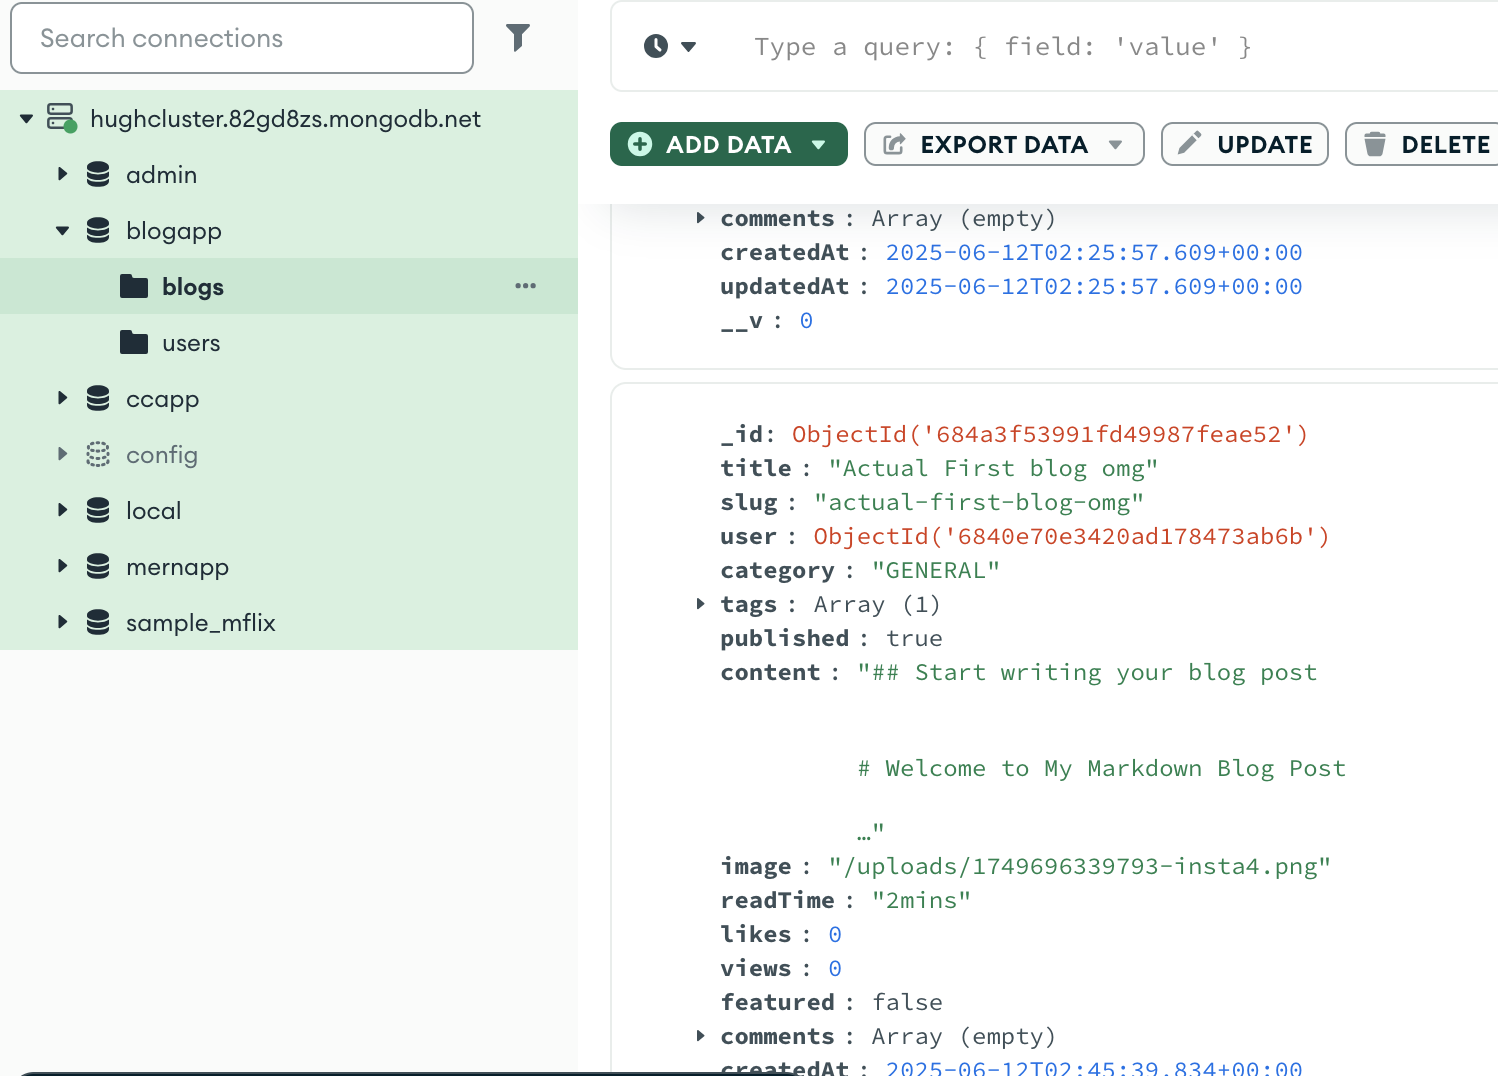 Search connections
hughcluster.82gd8zs.mongodb.net
admin
blogapp
blogs
users
ccapp
config
local
mernapp
sample_mflix
Type a query: { field: 'value' }
ADD DATA
EXPORT DATA
UPDATE
DELETE
comments : Array (empty)
createdAt : 2025-06-12T02:25:57.609+00:00
updatedAt : 2025-06-12T02:25:57.609+00:00
__v : 0
_id: ObjectId('684a3f53991fd49987feae52')
title : "Actual First blog omg"
slug : "actual-first-blog-omg"
user : ObjectId('6840e70e3420ad178473ab6b')
category : "GENERAL"
tags : Array (1)
published : true
content : "## Start writing your blog post
# Welcome to My Markdown Blog Post
…"
image : "/uploads/1749696339793-insta4.png"
readTime : "2mins"
likes : 0
views : 0
featured : false
comments : Array (empty)
createdAt : 2025-06-12T02:45:39.834+00:00